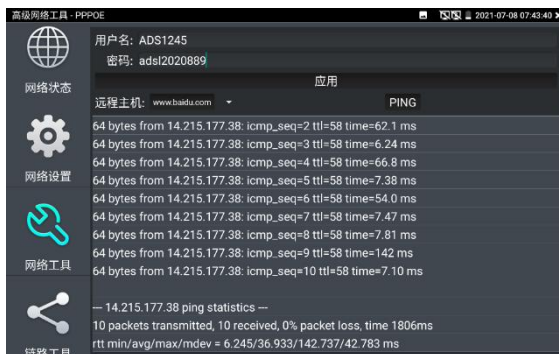 高级网络工具 - PPPOE
2021-07-08 07:43:40
用户名: ADS1245
密码: adsl2020889
应用
远程主机: www.baidu.com
PING
网络状态
网络设置
网络工具
链路工具
64 bytes from 14.215.177.38: icmp_seq=2 ttl=58 time=62.1 ms
64 bytes from 14.215.177.38: icmp_seq=3 ttl=58 time=6.24 ms
64 bytes from 14.215.177.38: icmp_seq=4 ttl=58 time=66.8 ms
64 bytes from 14.215.177.38: icmp_seq=5 ttl=58 time=7.38 ms
64 bytes from 14.215.177.38: icmp_seq=6 ttl=58 time=54.0 ms
64 bytes from 14.215.177.38: icmp_seq=7 ttl=58 time=7.47 ms
64 bytes from 14.215.177.38: icmp_seq=8 ttl=58 time=7.81 ms
64 bytes from 14.215.177.38: icmp_seq=9 ttl=58 time=142 ms
64 bytes from 14.215.177.38: icmp_seq=10 ttl=58 time=7.10 ms
--- 14.215.177.38 ping statistics ---
10 packets transmitted, 10 received, 0% packet loss, time 1806ms
rtt min/avg/max/mdev = 6.245/36.933/142.737/42.783 ms